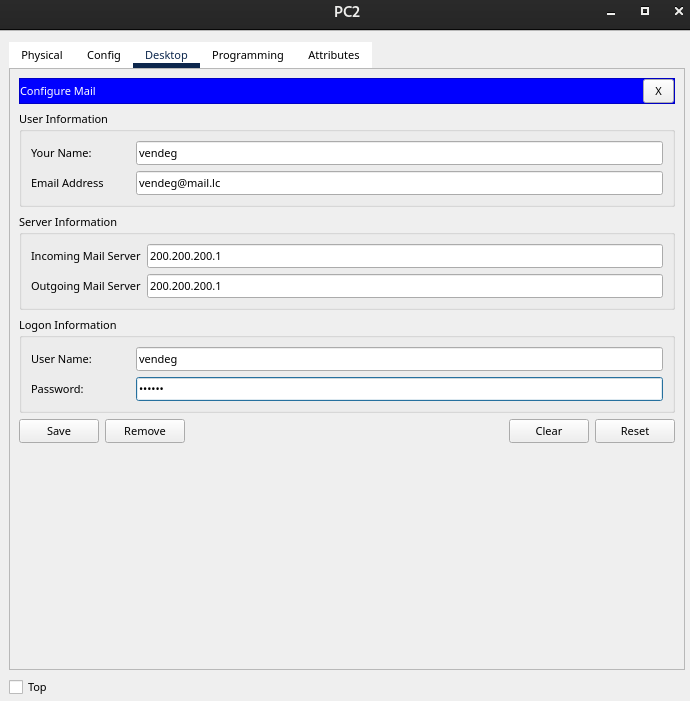 PC2
Physical Config Desktop Programming Attributes
Configure Mail X
User Information
Your Name: vendeg
Email Address vendeg@mail.lc
Server Information
Incoming Mail Server 200.200.200.1
Outgoing Mail Server 200.200.200.1
Logon Information
User Name: vendeg
Password: ••••••
Save Remove Clear Reset
Top